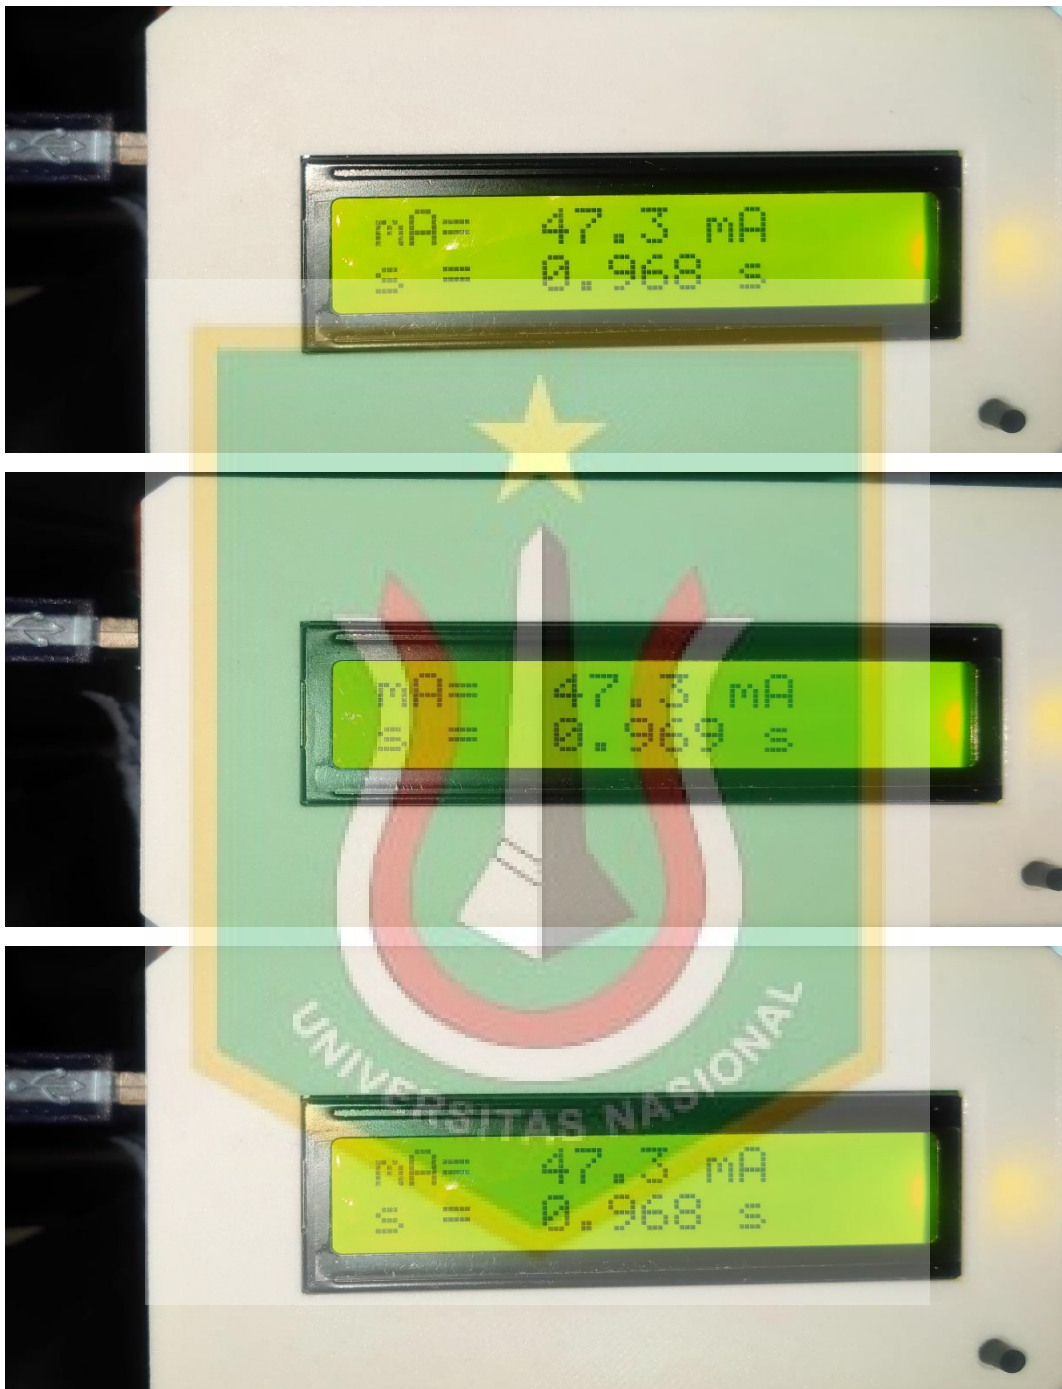 mA= 47.3 mA
s = 0.968 s
mA= 47.3 mA
s = 0.969 s
UNIVERSITAS NASIONAL
mA= 47.3 mA
s = 0.968 s